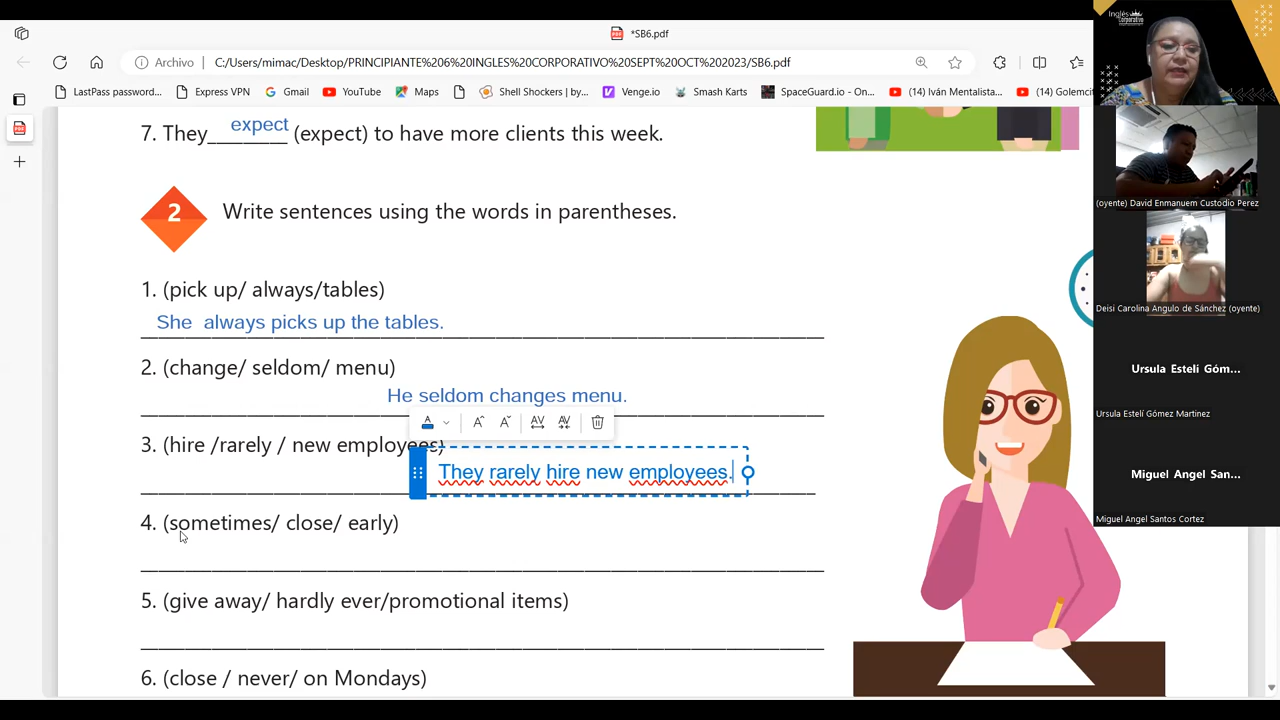 *SB6.pdf
Archivo C:/Users/mimac/Desktop/PRINCIPIANTE%206%20INGLES%20CORPORATIVO%20SEPT%20OCT%202023/SB6.pdf
LastPass password... Express VPN Gmail YouTube Maps Shell Shockers | by... Venge.io Smash Karts SpaceGuard.io - On... (14) Iván Mentalista... (14) Golemcit
7. They________ (expect) to have more clients this week.
expect
2 Write sentences using the words in parentheses.
1. (pick up/ always/tables)
She always picks up the tables.
2. (change/ seldom/ menu)
He seldom changes menu.
3. (hire /rarely / new employees)
They rarely hire new employees.
4. (sometimes/ close/ early)
5. (give away/ hardly ever/promotional items)
6. (close / never/ on Mondays)
Inglés
Corporativo
(oyente) David Enmanuem Custodio Perez
Deisi Carolina Angulo de Sánchez (oyente)
Ursula Estelí Góm...
Ursula Estelí Gómez Martinez
Miguel Angel San...
Miguel Angel Santos Cortez